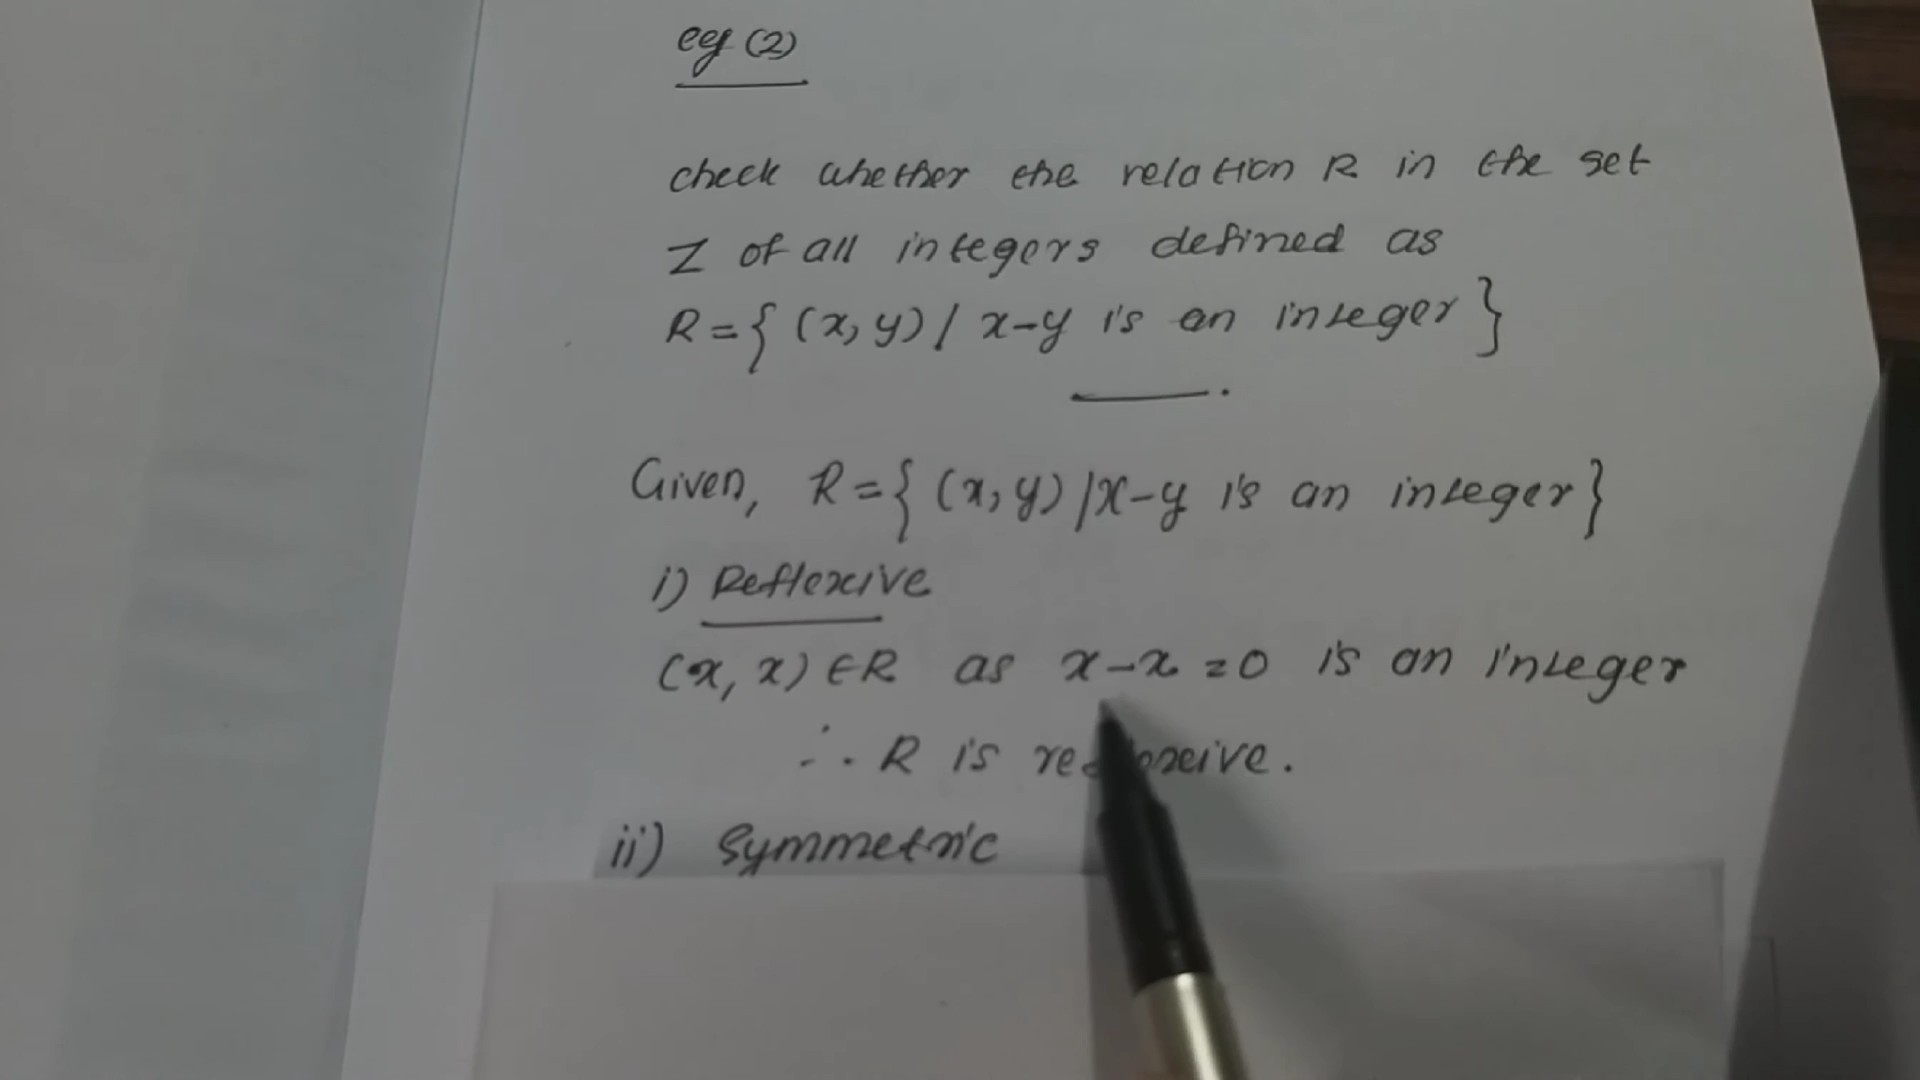 eg (2)
check whether the relation R in the set
Z of all integers defined as
R = { (x, y) / x-y is an integer }
Given, R = { (x, y) / x-y is an integer }
i) Reflexive
(x, x) ∈ R as x-x = 0 is an integer
∴ R is reflexive.
ii) Symmetric